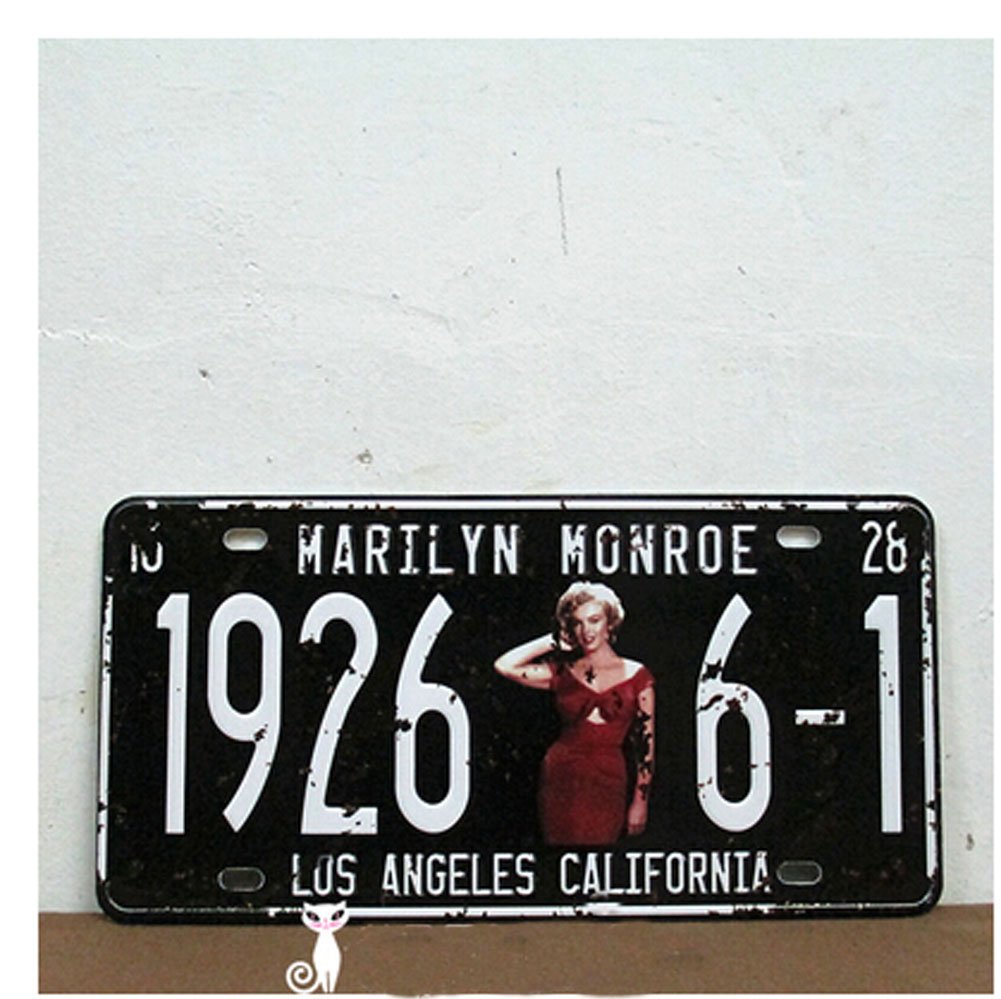 MARILYN MONROE 28
1926 6-1
LOS ANGELES CALIFORNIA